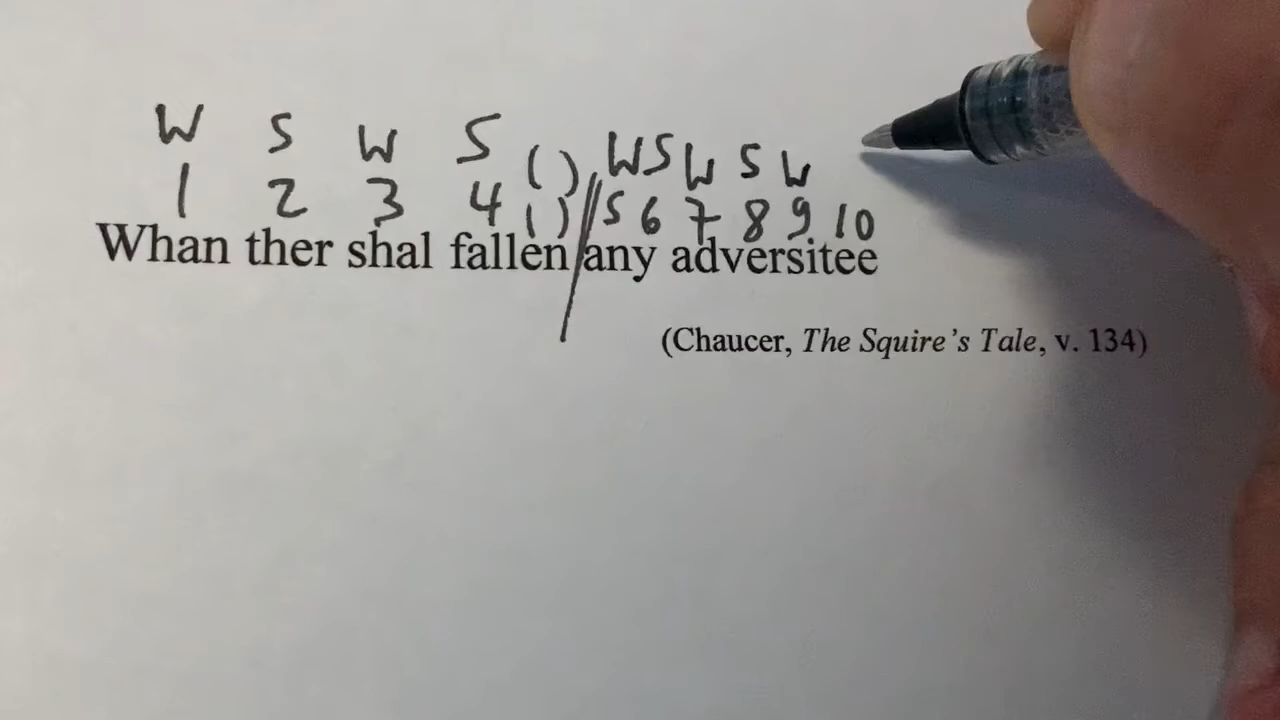 W S W S ( ) W S W S W
1 2 3 4 ( ) // 5 6 7 8 9 10
Whan ther shal fallen any adversitee
(Chaucer, The Squire's Tale, v. 134)